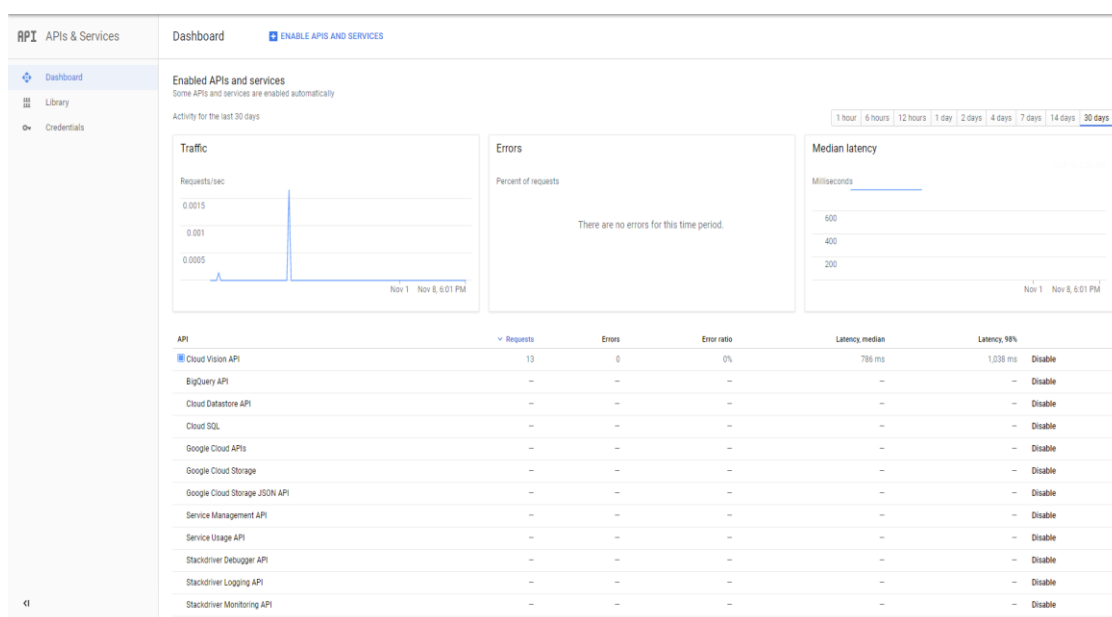 API APIs & Services
Dashboard
ENABLE APIS AND SERVICES
Dashboard
Library
Credentials
Enabled APIs and services
Some APIs and services are enabled automatically
Activity for the last 30 days
1 hour 6 hours 12 hours 1 day 2 days 4 days 7 days 14 days 30 days
Traffic
Requests/sec
0.0015
0.001
0.0005
Nov 1 Nov 8, 6:01 PM
Errors
Percent of requests
There are no errors for this time period.
Median latency
Milliseconds
600
400
200
Nov 1 Nov 8, 6:01 PM
API Requests Errors Error ratio Latency, median Latency, 98%
Cloud Vision API 13 0 0% 786 ms 1,038 ms Disable
BigQuery API – – – – – Disable
Cloud Datastore API – – – – – Disable
Cloud SQL – – – – – Disable
Google Cloud APIs – – – – – Disable
Google Cloud Storage – – – – – Disable
Google Cloud Storage JSON API – – – – – Disable
Service Management API – – – – – Disable
Service Usage API – – – – – Disable
Stackdriver Debugger API – – – – – Disable
Stackdriver Logging API – – – – – Disable
Stackdriver Monitoring API – – – – – Disable